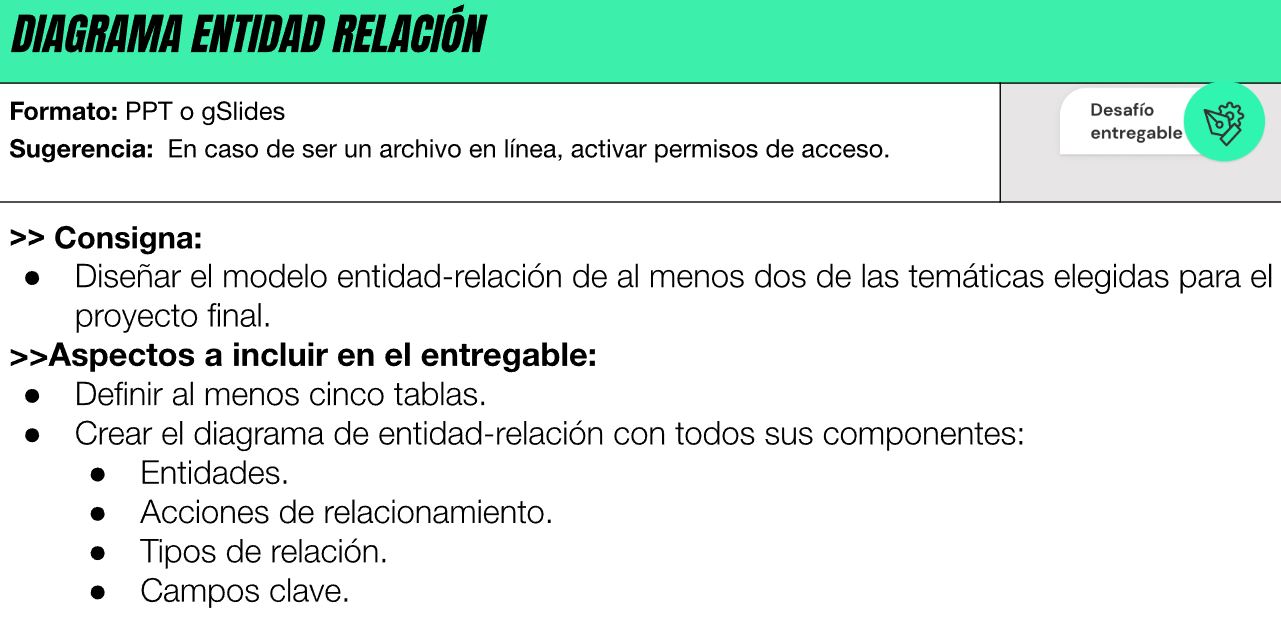 DIAGRAMA ENTIDAD RELACIÓN
Formato: PPT o gSlides
Sugerencia: En caso de ser un archivo en línea, activar permisos de acceso.
Desafío
entregable
>> Consigna:
● Diseñar el modelo entidad-relación de al menos dos de las temáticas elegidas para el
proyecto final.
>>Aspectos a incluir en el entregable:
● Definir al menos cinco tablas.
● Crear el diagrama de entidad-relación con todos sus componentes:
● Entidades.
● Acciones de relacionamiento.
● Tipos de relación.
● Campos clave.